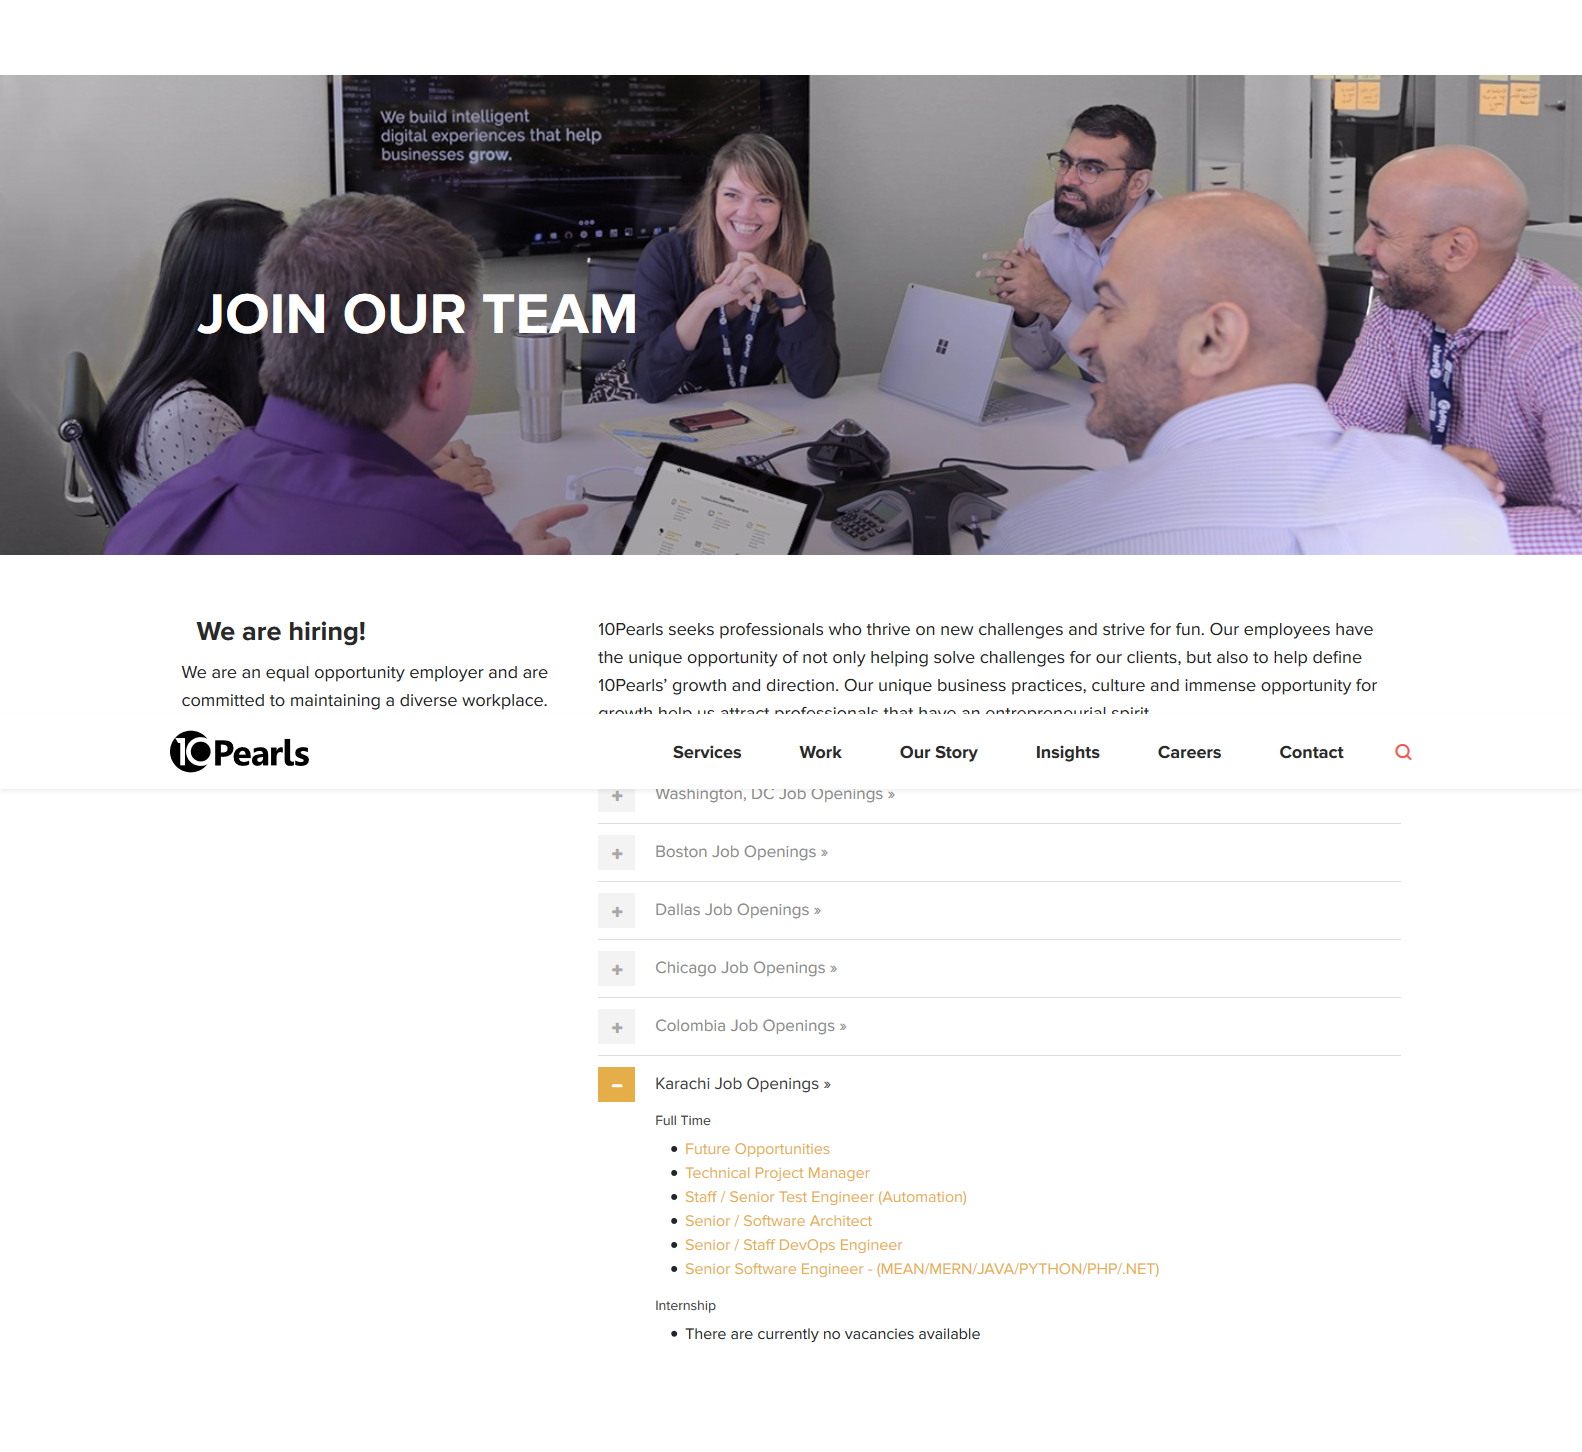 We build intelligent
digital experiences that help
businesses grow.
JOIN OUR TEAM
We are hiring!
We are an equal opportunity employer and are
committed to maintaining a diverse workplace.
10Pearls seeks professionals who thrive on new challenges and strive for fun. Our employees have
the unique opportunity of not only helping solve challenges for our clients, but also to help define
10Pearls’ growth and direction. Our unique business practices, culture and immense opportunity for
growth help us attract professionals that have an entrepreneurial spirit.
10Pearls
Services
Work
Our Story
Insights
Careers
Contact
Washington, DC Job Openings »
Boston Job Openings »
Dallas Job Openings »
Chicago Job Openings »
Colombia Job Openings »
Karachi Job Openings »
Full Time
Future Opportunities
Technical Project Manager
Staff / Senior Test Engineer (Automation)
Senior / Software Architect
Senior / Staff DevOps Engineer
Senior Software Engineer - (MEAN/MERN/JAVA/PYTHON/PHP/.NET)
Internship
There are currently no vacancies available